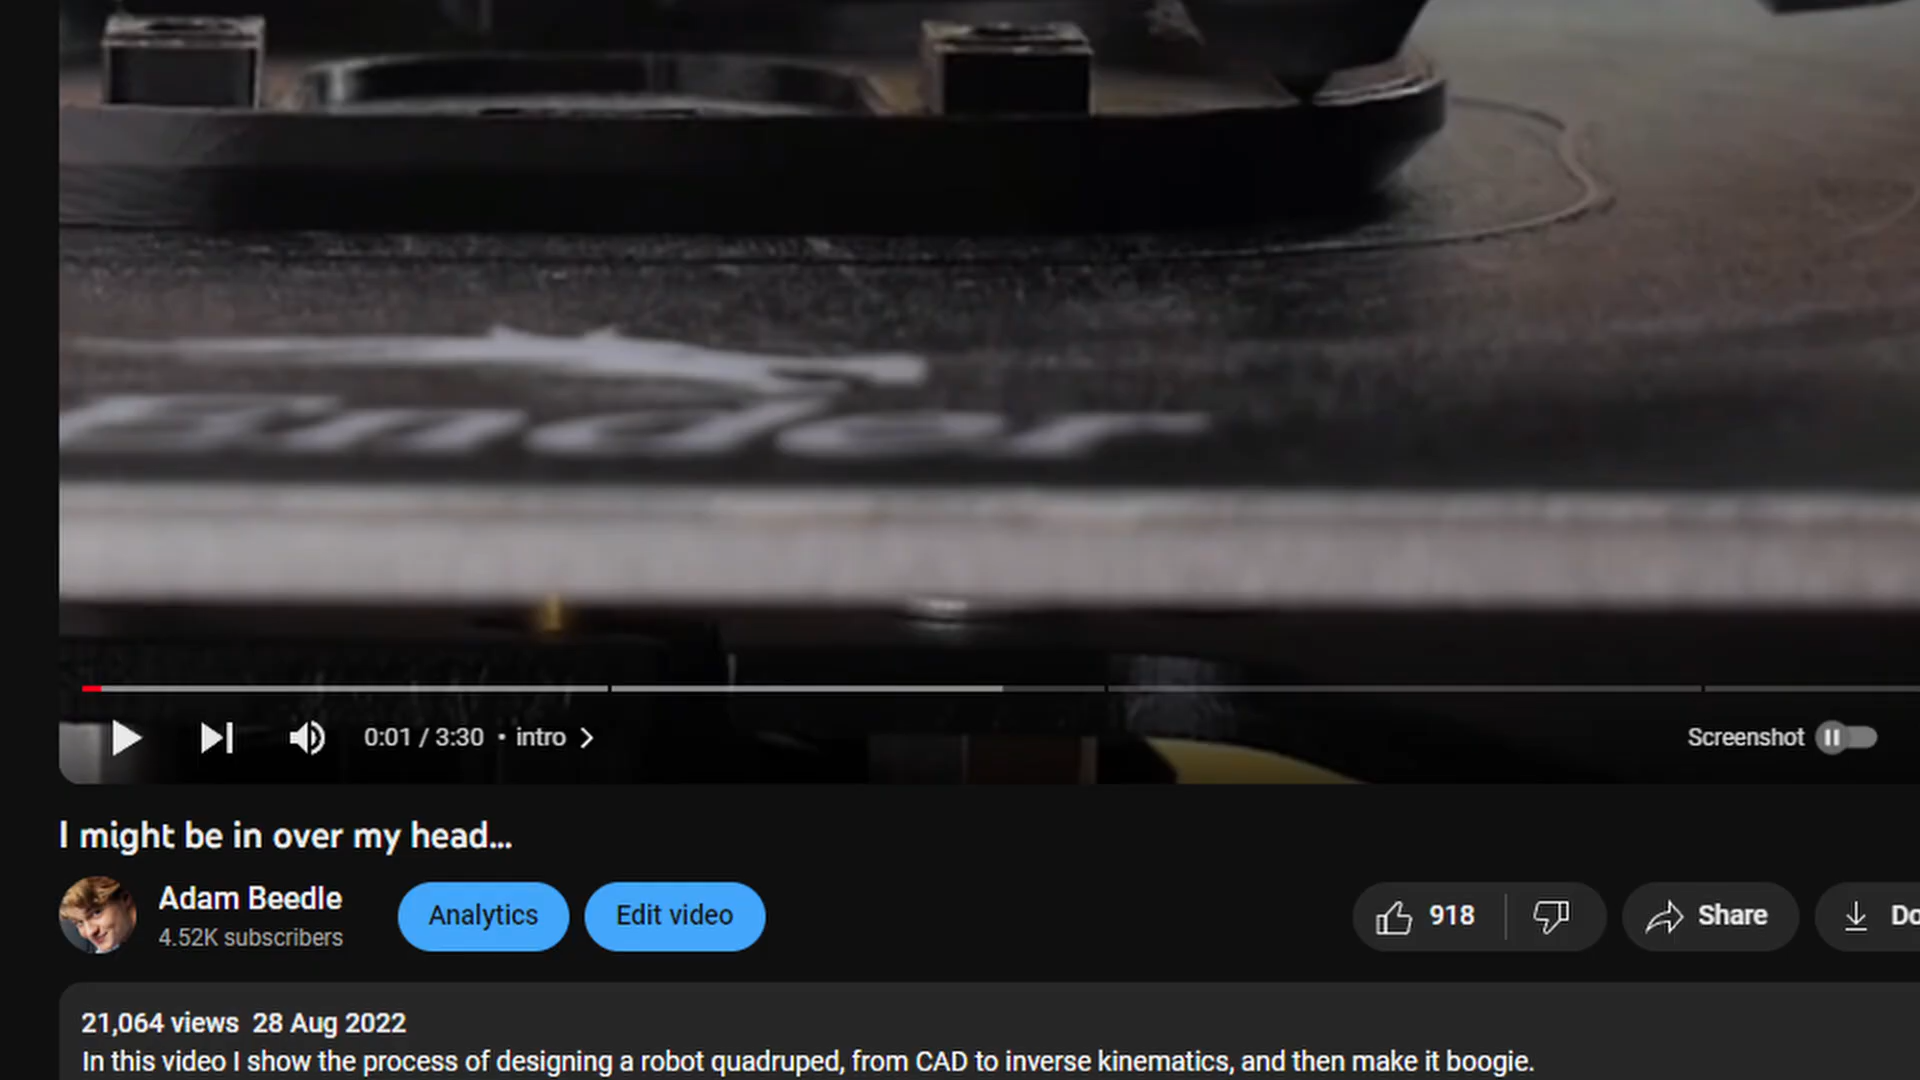 Ender
0:01 / 3:30 • intro
Screenshot
I might be in over my head...
Adam Beedle
4.52K subscribers
Analytics
Edit video
918
Share
Do
21,064 views 28 Aug 2022
In this video I show the process of designing a robot quadruped, from CAD to inverse kinematics, and then make it boogie.